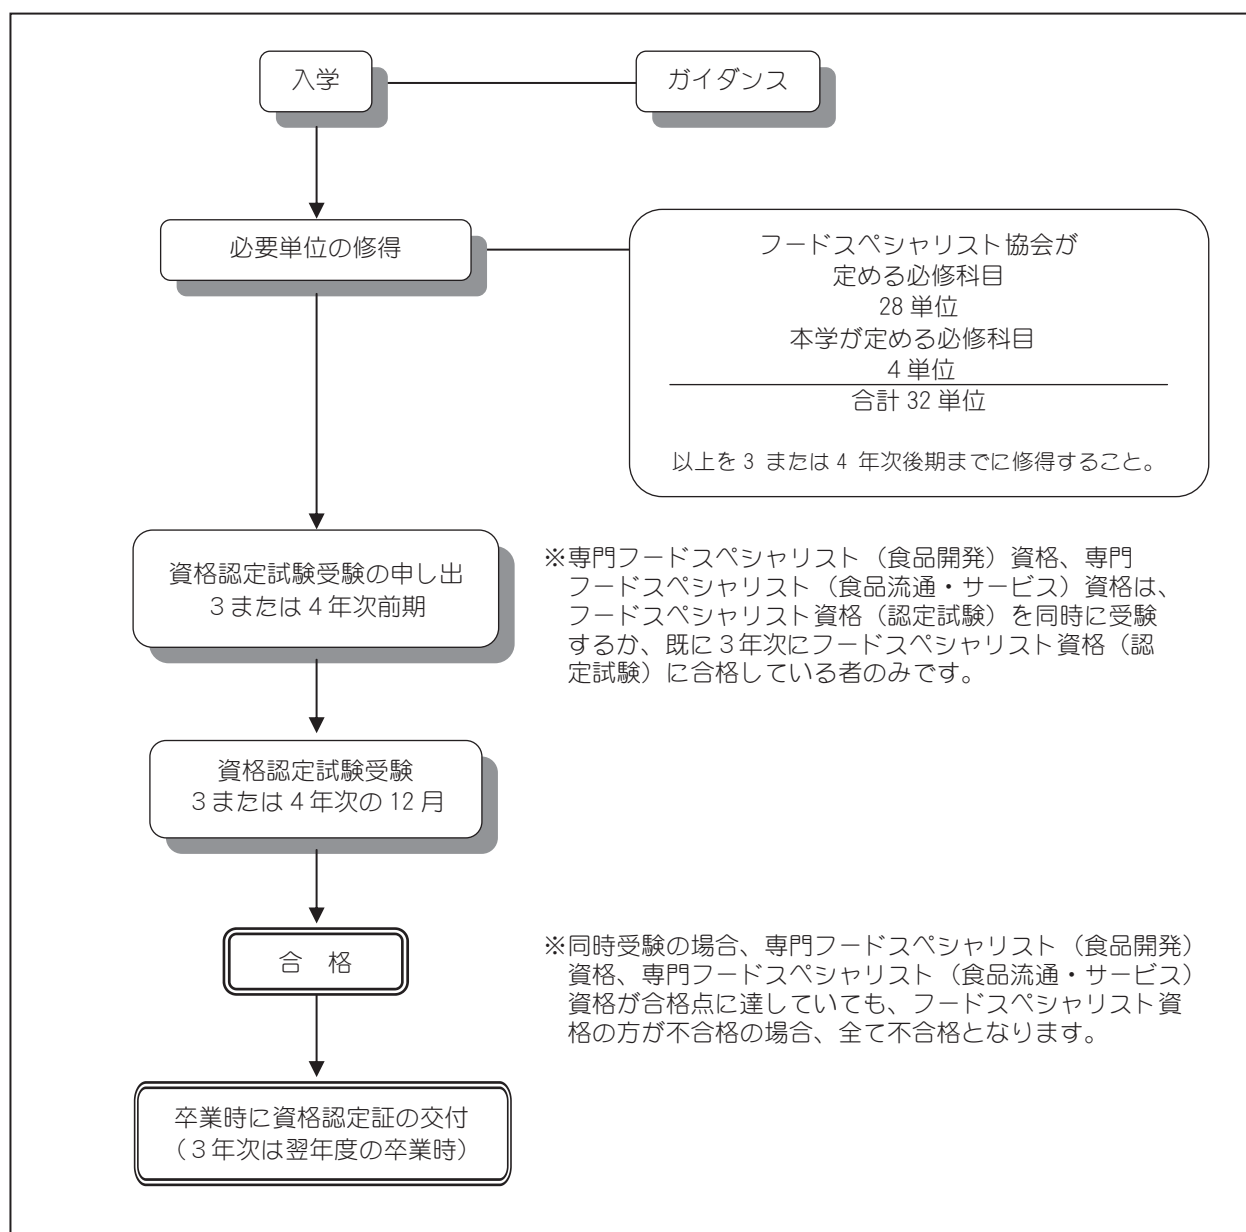 入学
ガイダンス
必要単位の修得
フードスペシャリスト協会が
定める必修科目
28 単位
本学が定める必修科目
4 単位
合計 32 単位
以上を 3 または 4 年次後期までに修得すること。
資格認定試験受験の申し出
3または4年次前期
※専門フードスペシャリスト（食品開発）資格、専門
フードスペシャリスト（食品流通・サービス）資格は、
フードスペシャリスト資格（認定試験）を同時に受験
するか、既に3年次にフードスペシャリスト資格（認
定試験）に合格している者のみです。
資格認定試験受験
3または4年次の 12 月
合　格
※同時受験の場合、専門フードスペシャリスト（食品開発）
資格、専門フードスペシャリスト（食品流通・サービス）
資格が合格点に達していても、フードスペシャリスト資
格の方が不合格の場合、全て不合格となります。
卒業時に資格認定証の交付
（3年次は翌年度の卒業時）